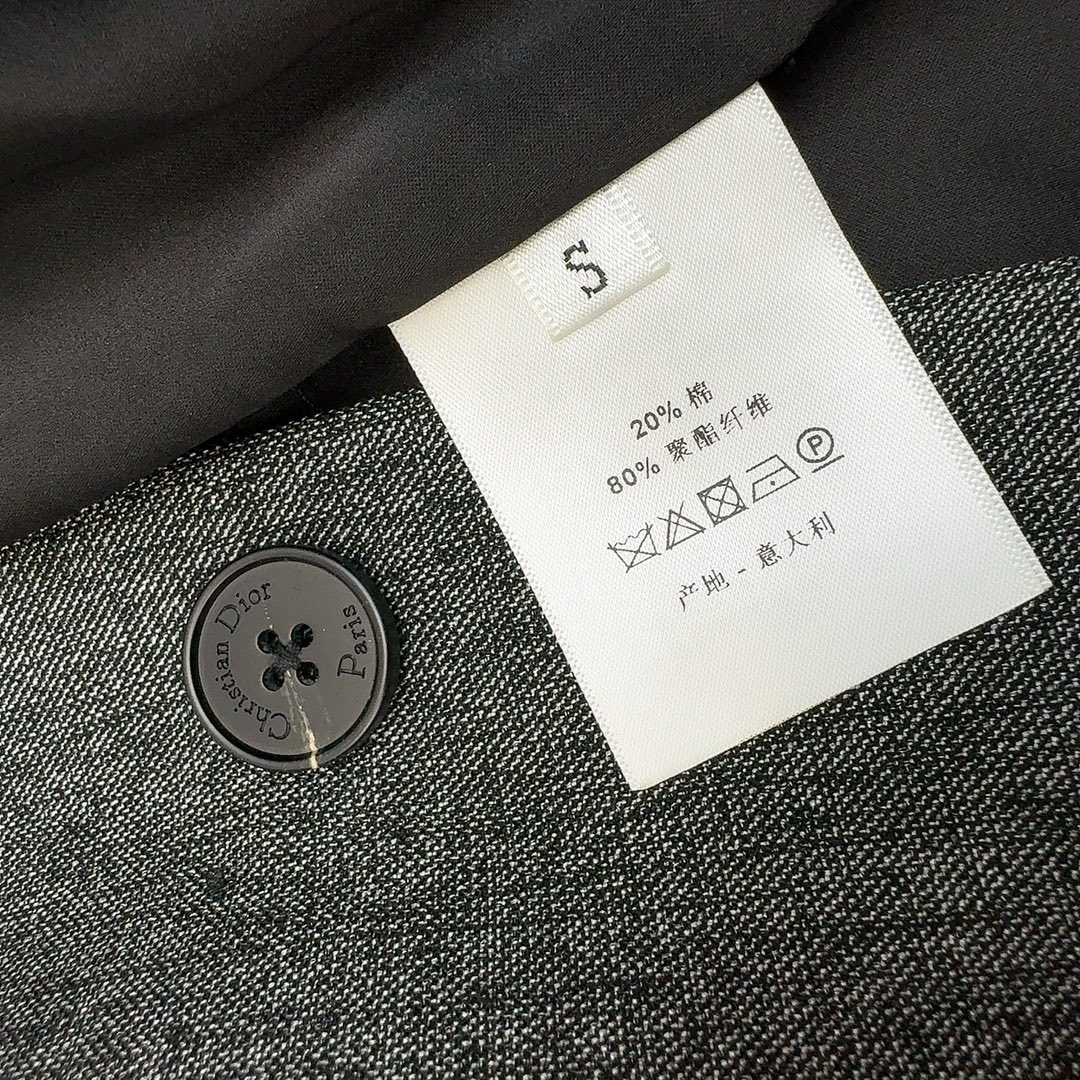 S
20% 棉
80% 聚酯纤维
P
产地 - 意大利
Christian Dior
Paris